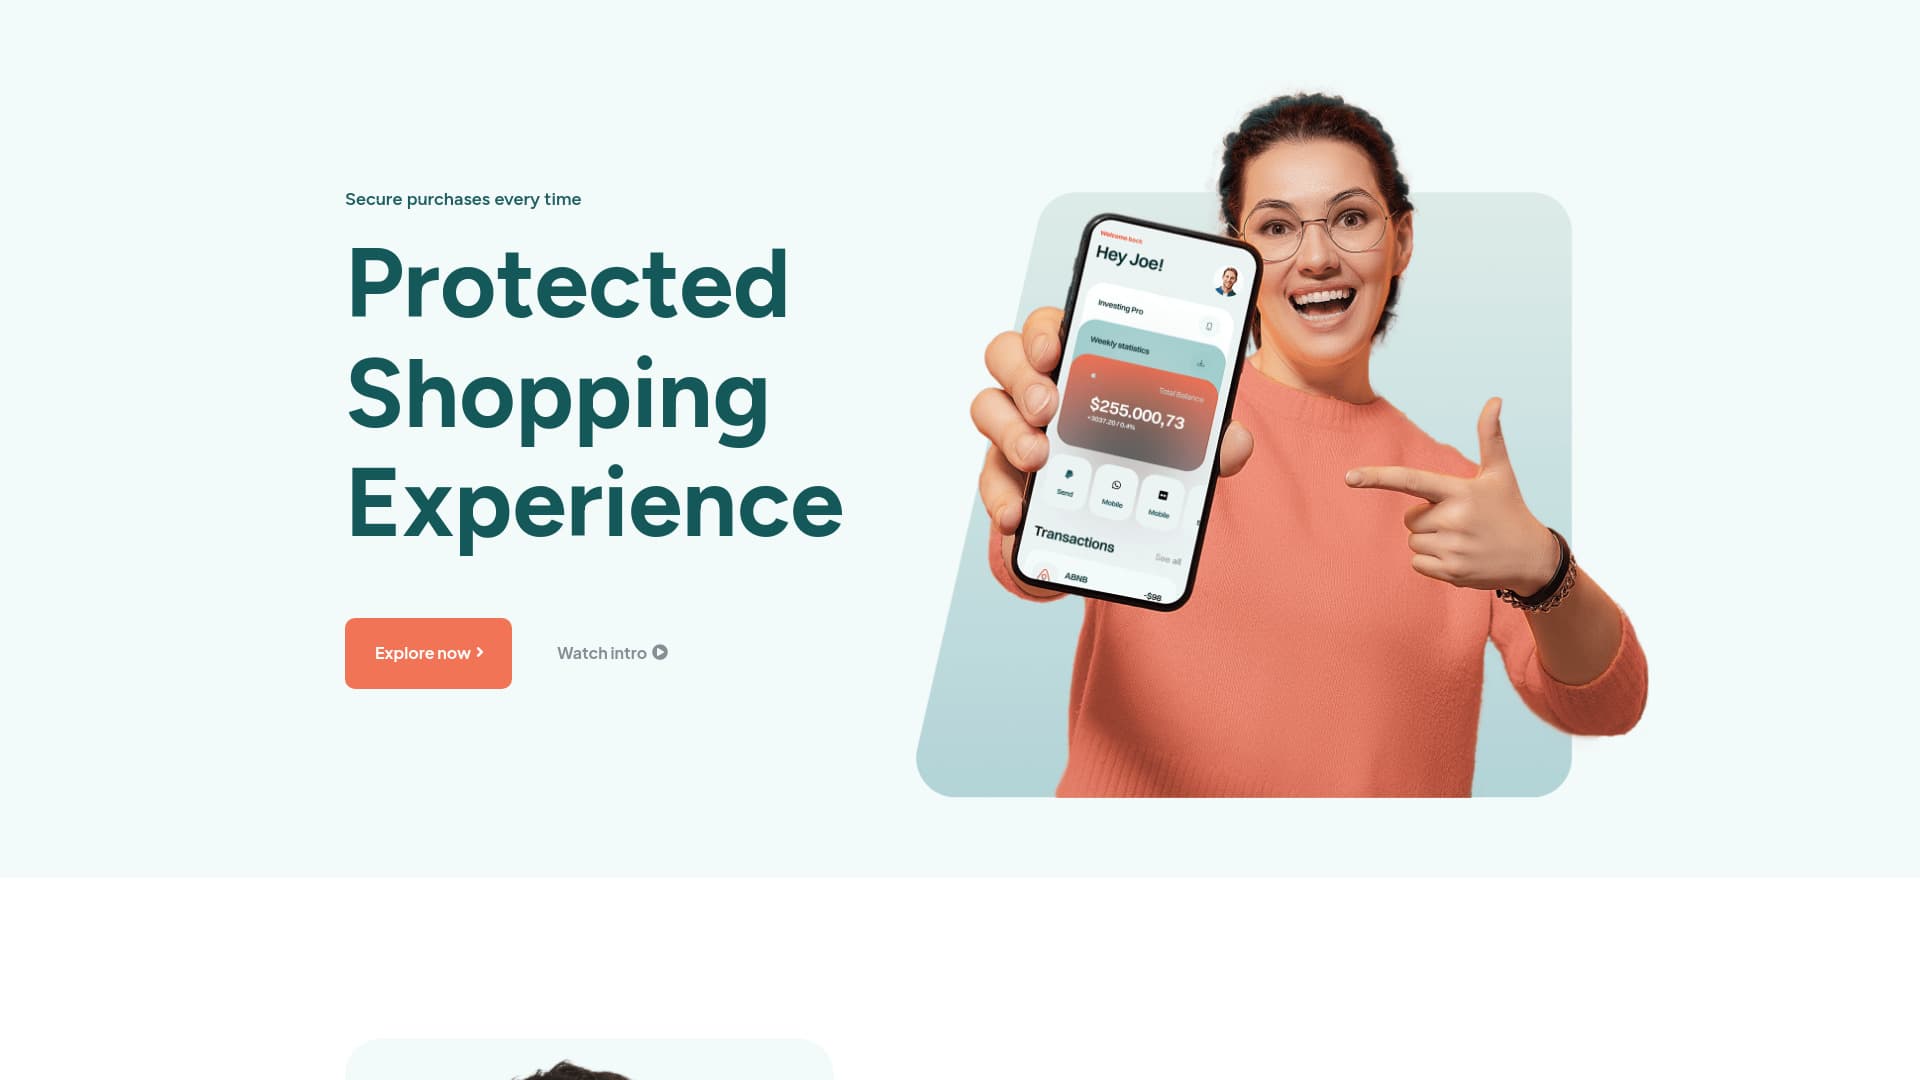 Secure purchases every time
Protected
Shopping
Experience
Explore now
Watch intro
Welcome back
Hey Joe!
Investing Pro
Weekly statistics
Total Balance
$255.000,73
+3037.20 / 0.4%
Send
Mobile
Mobile
Transactions
See all
ABNB
-$98